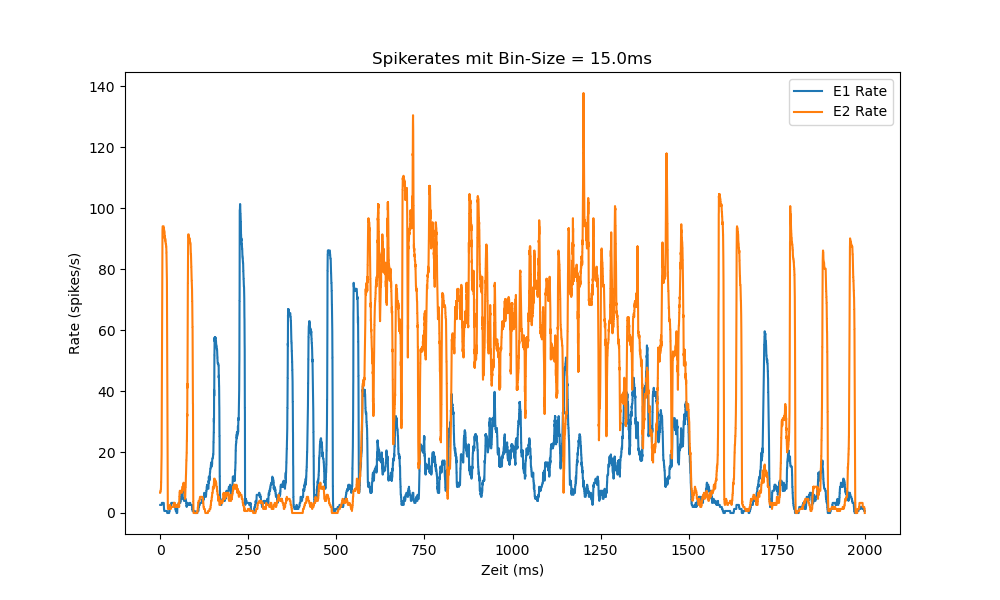 Spikerates mit Bin-Size = 15.0ms
E1 Rate
E2 Rate
140
120
100
80
60
40
20
0
Rate (spikes/s)
0 250 500 750 1000 1250 1500 1750 2000
Zeit (ms)